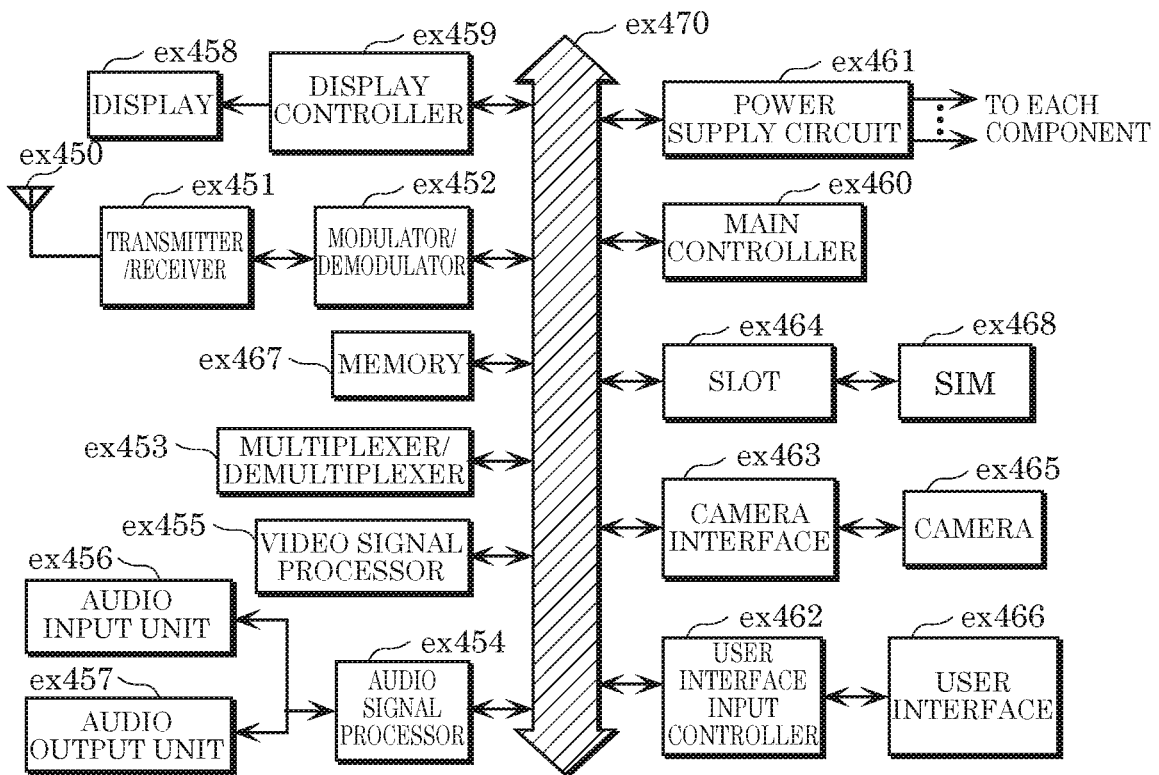 ex470
ex458
ex459
DISPLAY
DISPLAY
CONTROLLER
ex461
POWER
SUPPLY CIRCUIT
TO EACH
COMPONENT
ex450
ex451
ex452
TRANSMITTER
/RECEIVER
MODULATOR/
DEMODULATOR
ex460
MAIN
CONTROLLER
ex467
MEMORY
ex464
SLOT
ex468
SIM
ex453
MULTIPLEXER/
DEMULTIPLEXER
ex463
CAMERA
INTERFACE
ex465
CAMERA
ex455
VIDEO SIGNAL
PROCESSOR
ex456
AUDIO
INPUT UNIT
ex457
AUDIO
OUTPUT UNIT
ex454
AUDIO
SIGNAL
PROCESSOR
ex462
USER
INTERFACE
INPUT
CONTROLLER
ex466
USER
INTERFACE